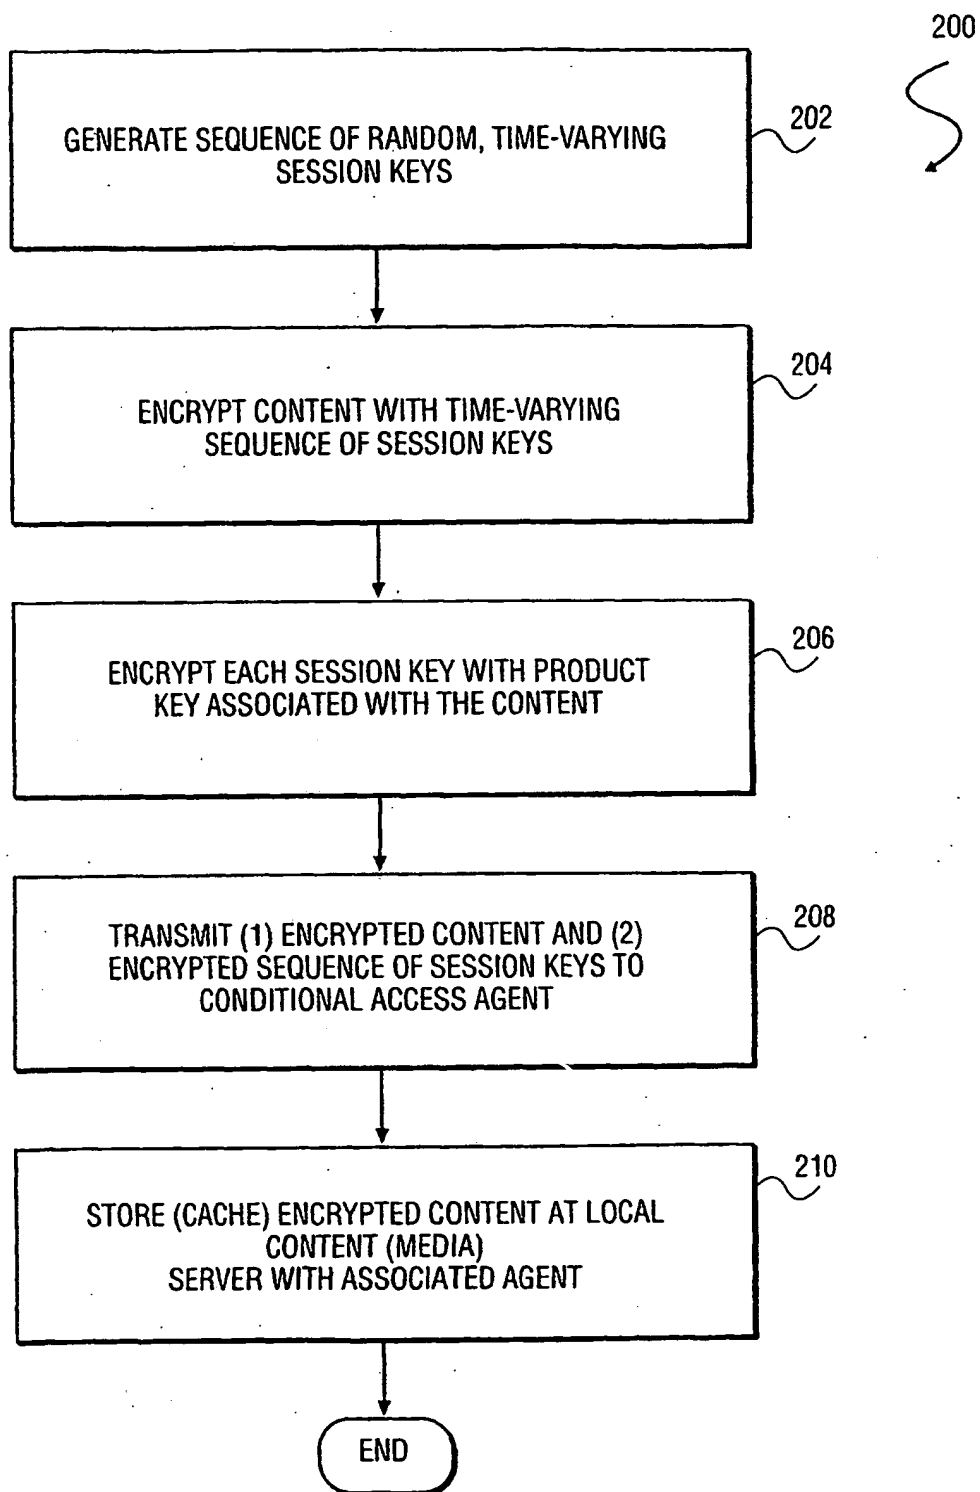 200
GENERATE SEQUENCE OF RANDOM, TIME-VARYING
SESSION KEYS
202
ENCRYPT CONTENT WITH TIME-VARYING
SEQUENCE OF SESSION KEYS
204
ENCRYPT EACH SESSION KEY WITH PRODUCT
KEY ASSOCIATED WITH THE CONTENT
206
TRANSMIT (1) ENCRYPTED CONTENT AND (2)
ENCRYPTED SEQUENCE OF SESSION KEYS TO
CONDITIONAL ACCESS AGENT
208
STORE (CACHE) ENCRYPTED CONTENT AT LOCAL
CONTENT (MEDIA)
SERVER WITH ASSOCIATED AGENT
210
END